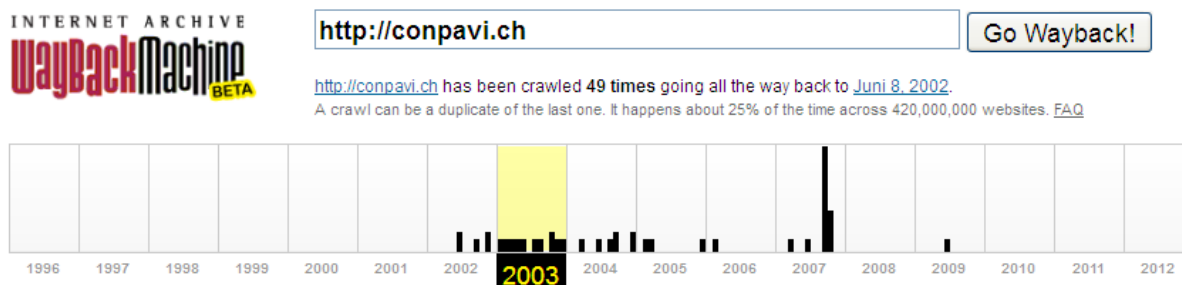 INTERNET ARCHIVE
WayBackMachine
BETA
http://conpavi.ch
Go Wayback!
http://conpavi.ch has been crawled 49 times going all the way back to Juni 8, 2002.
A crawl can be a duplicate of the last one. It happens about 25% of the time across 420,000,000 websites. FAQ
1996 1997 1998 1999 2000 2001 2002 2003 2004 2005 2006 2007 2008 2009 2010 2011 2012